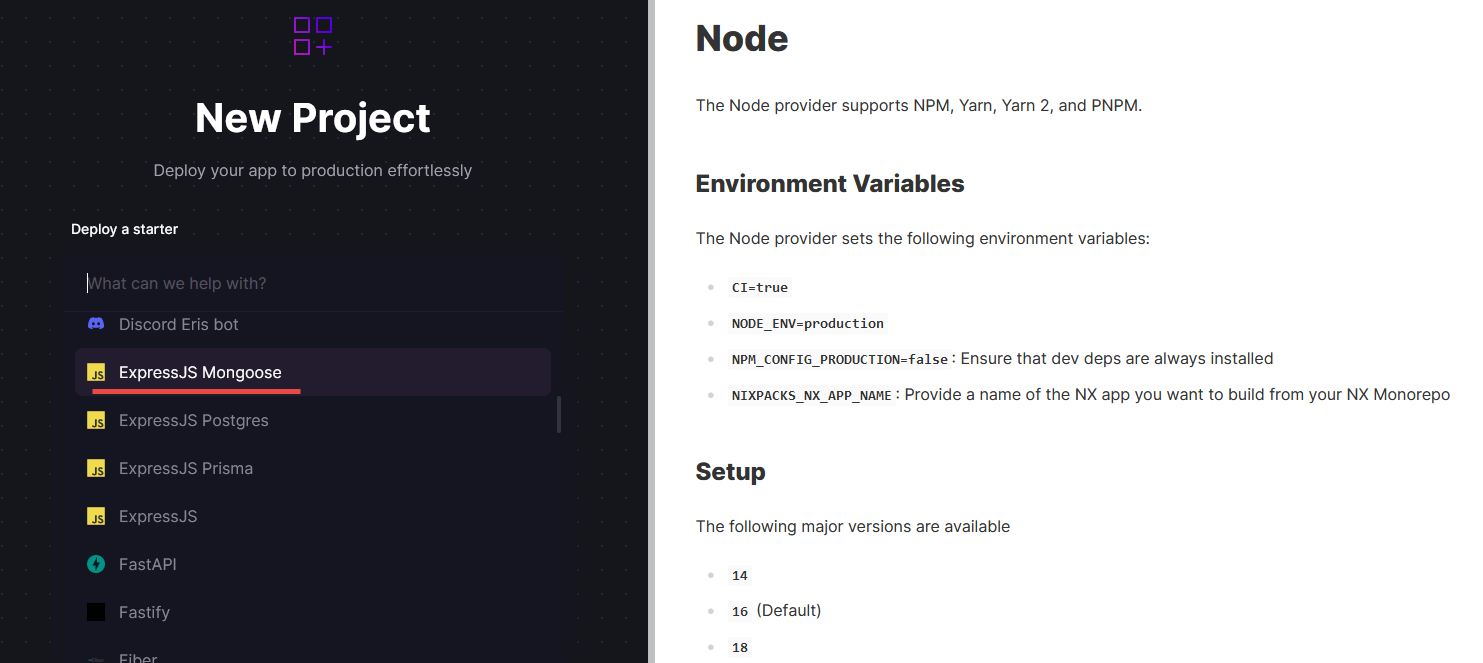 New Project
Deploy your app to production effortlessly
Deploy a starter
What can we help with?
Discord Eris bot
JS ExpressJS Mongoose
JS ExpressJS Postgres
JS ExpressJS Prisma
JS ExpressJS
FastAPI
Fastify
Fiber
Node
The Node provider supports NPM, Yarn, Yarn 2, and PNPM.
Environment Variables
The Node provider sets the following environment variables:
CI=true
NODE_ENV=production
NPM_CONFIG_PRODUCTION=false: Ensure that dev deps are always installed
NIXPACKS_NX_APP_NAME: Provide a name of the NX app you want to build from your NX Monorepo
Setup
The following major versions are available
14
16 (Default)
18